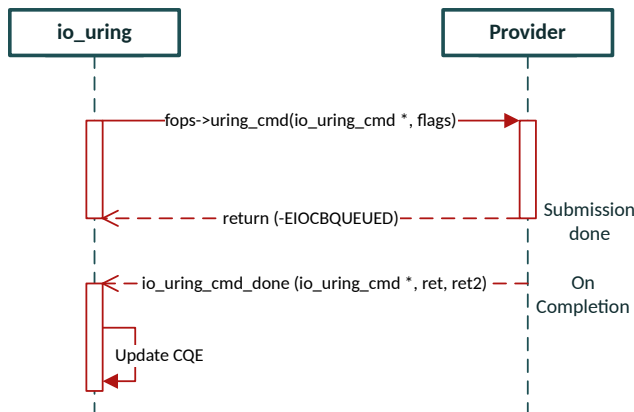 io_uring
Provider
fops->uring_cmd(io_uring_cmd *, flags)
return (-EIOCBQUEUED)
Submission
done
io_uring_cmd_done (io_uring_cmd *, ret, ret2)
On
Completion
Update CQE